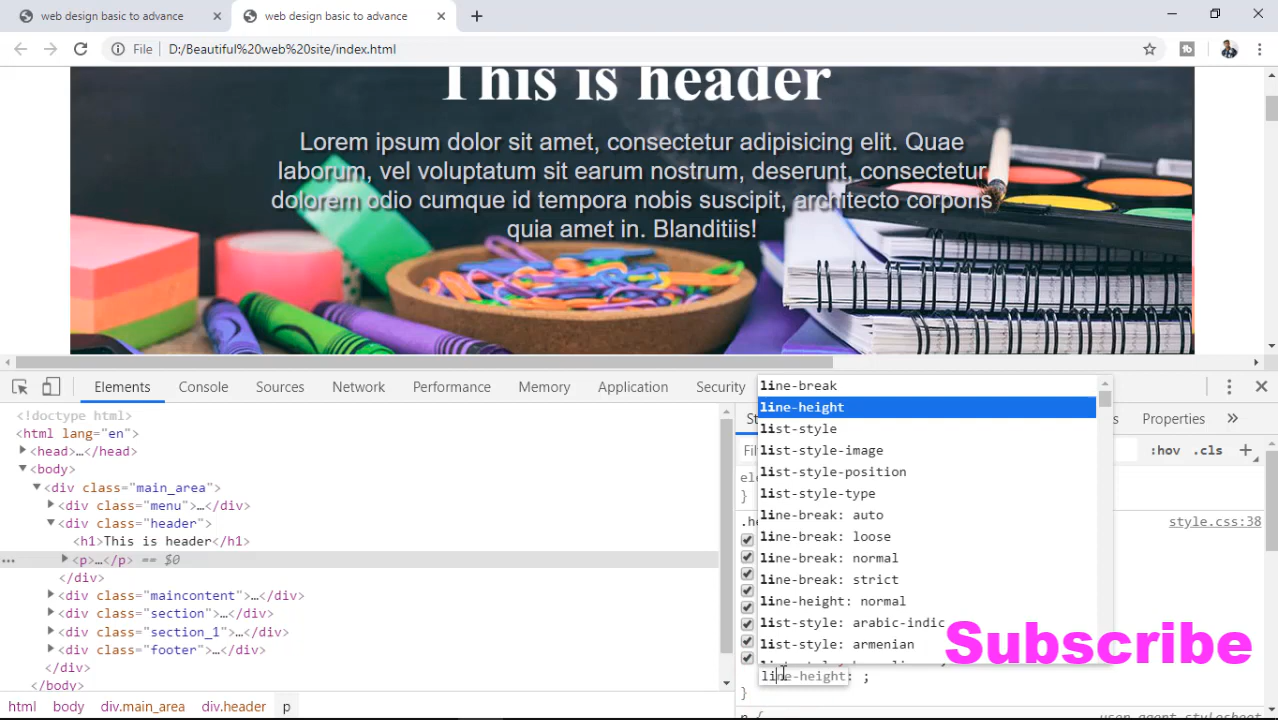 web design basic to advance
web design basic to advance
File D:/Beautiful%20web%20site/index.html
This is header
Lorem ipsum dolor sit amet, consectetur adipisicing elit. Quae
laborum, vel voluptatum sit earum nostrum, deserunt, consectetur
dolorem odio cumque id tempora nobis suscipit, architecto corporis
quia amet in. Blanditiis!
Elements Console Sources Network Performance Memory Application Security
Properties
:hov .cls
<!doctype html>
<html lang="en">
<head>…</head>
<body>
<div class="main_area">
<div class="menu">…</div>
<div class="header">
<h1>This is header</h1>
… <p>…</p> == $0
</div>
<div class="maincontent">…</div>
<div class="section">…</div>
<div class="section_1">…</div>
<div class="footer">…</div>
</div>
</body>
html body div.main_area div.header p
line-break
line-height
list-style
list-style-image
list-style-position
list-style-type
line-break: auto
line-break: loose
line-break: normal
line-break: strict
line-height: normal
list-style: arabic-indic
list-style: armenian
style.css:38
}
line-height: ;
}
p {
user agent stylesheet
Subscribe